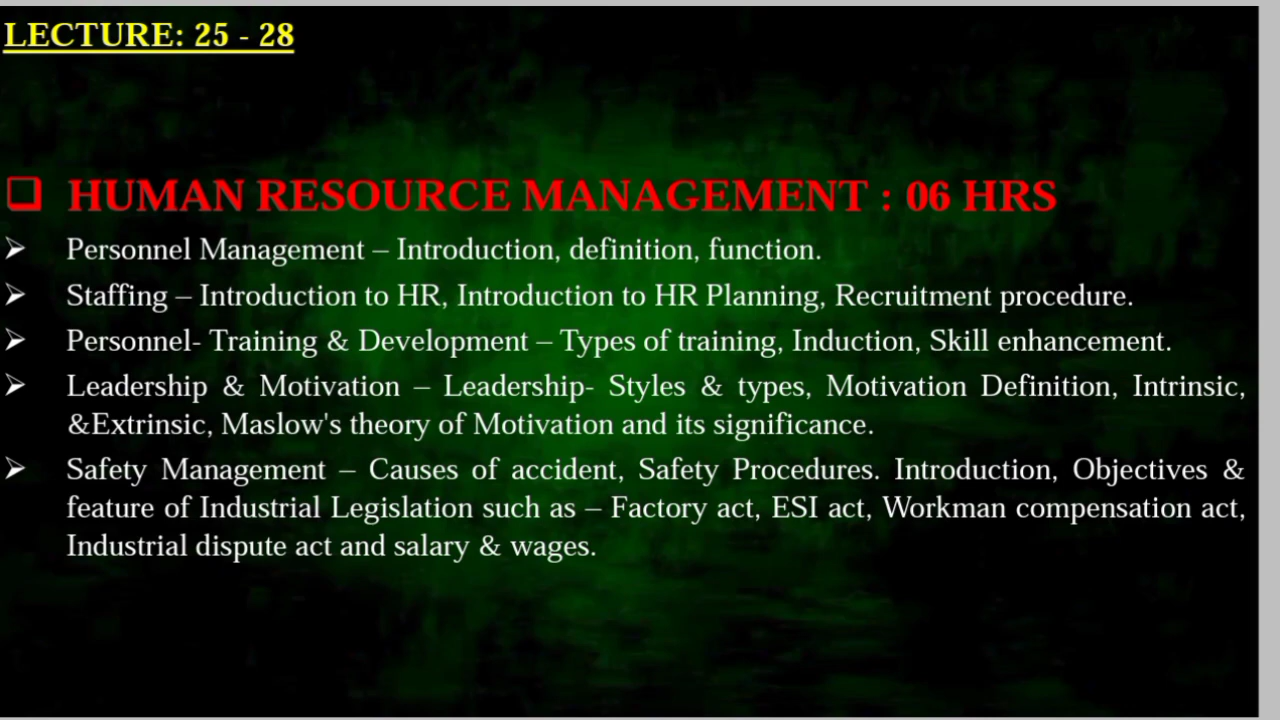 LECTURE: 25 - 28
❑ HUMAN RESOURCE MANAGEMENT : 06 HRS
➢ Personnel Management – Introduction, definition, function.
➢ Staffing – Introduction to HR, Introduction to HR Planning, Recruitment procedure.
➢ Personnel- Training & Development – Types of training, Induction, Skill enhancement.
➢ Leadership & Motivation – Leadership- Styles & types, Motivation Definition, Intrinsic,
&Extrinsic, Maslow's theory of Motivation and its significance.
➢ Safety Management – Causes of accident, Safety Procedures. Introduction, Objectives &
feature of Industrial Legislation such as – Factory act, ESI act, Workman compensation act,
Industrial dispute act and salary & wages.